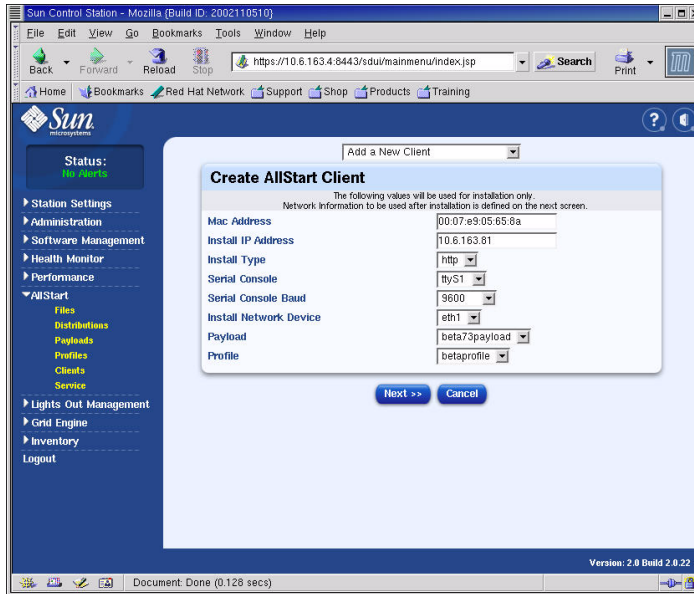 Sun Control Station - Mozilla {Build ID: 2002110510}
File Edit View Go Bookmarks Tools Window Help
Back Forward Reload Stop https://10.6.163.4:8443/sdui/mainmenu/index.jsp Search Print
Home Bookmarks Red Hat Network Support Shop Products Training
Sun
microsystems
Status:
No Alerts
Station Settings
Administration
Software Management
Health Monitor
Performance
AllStart
Files
Distributions
Payloads
Profiles
Clients
Service
Lights Out Management
Grid Engine
Inventory
Logout
Add a New Client
Create AllStart Client
The following values will be used for installation only.
Network Information to be used after installation is defined on the next screen.
Mac Address 00:07:e9:05:65:8a
Install IP Address 10.6.163.81
Install Type http
Serial Console ttyS1
Serial Console Baud 9600
Install Network Device eth1
Payload beta73payload
Profile betaprofile
Next >> Cancel
Version: 2.0 Build 2.0.22
Document: Done (0.128 secs)